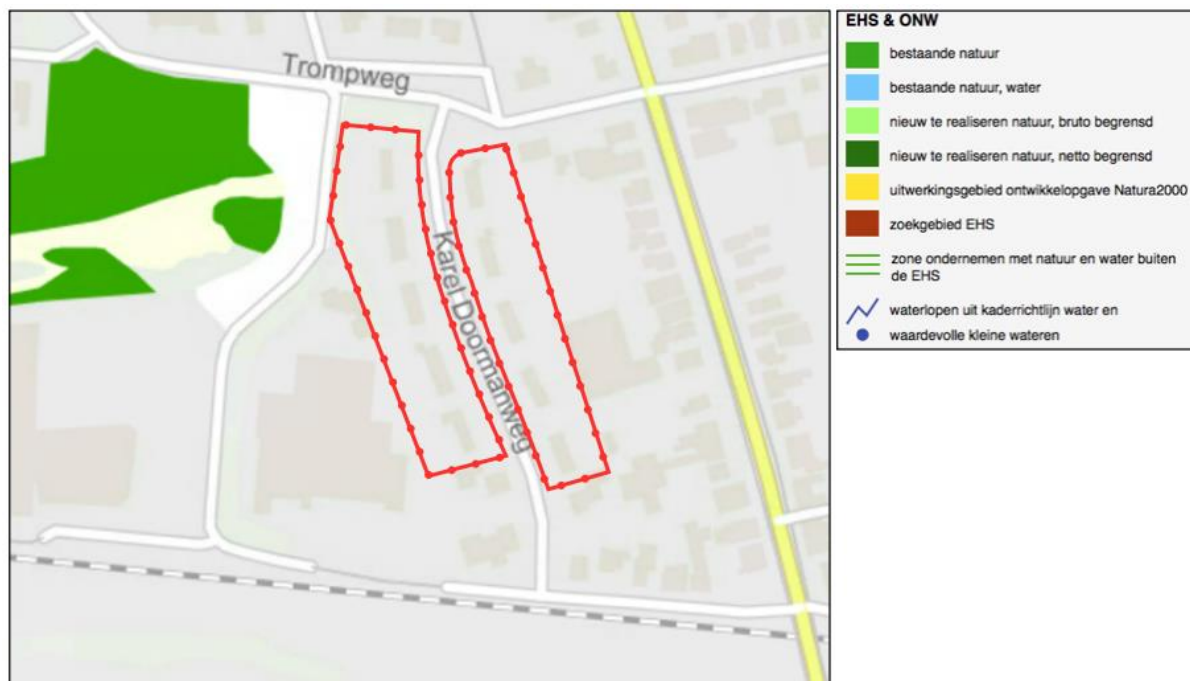 Trompweg
Karel Doormanweg
EHS & ONW
bestaande natuur
bestaande natuur, water
nieuw te realiseren natuur, bruto begrensd
nieuw te realiseren natuur, netto begrensd
uitwerkingsgebied ontwikkelopgave Natura2000
zoekgebied EHS
zone ondernemen met natuur en water buiten
de EHS
waterlopen uit kaderrichtlijn water en
waardevolle kleine wateren